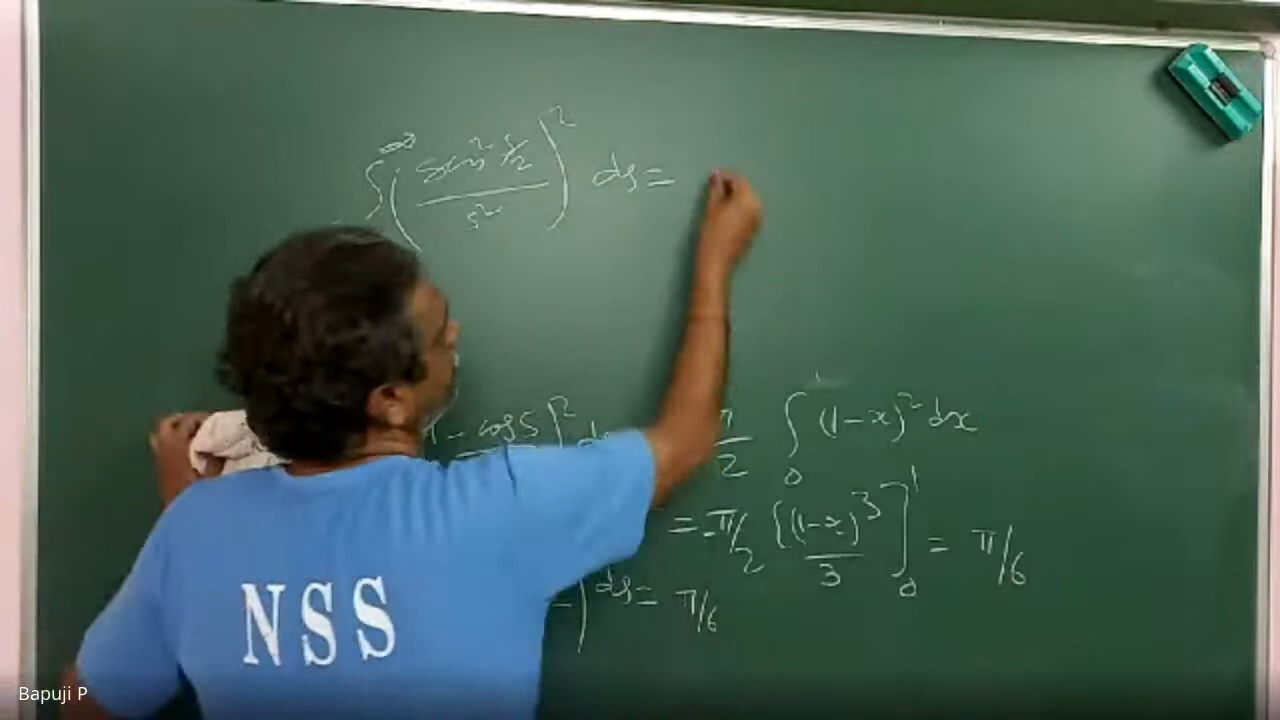 ∫^∞ (sin² s/2 / s²)² ds =
1 - cos s )² ds π/2 ∫₀¹ (1-x)² dx
= -π/2 [(1-x)³/3]₀¹ = π/6
) ds = π/6
NSS
Bapuji P